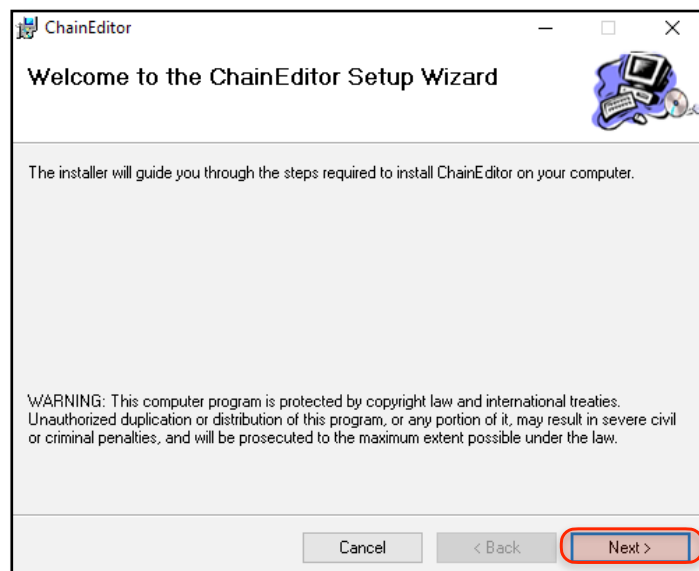 ChainEditor
Welcome to the ChainEditor Setup Wizard
The installer will guide you through the steps required to install ChainEditor on your computer.
WARNING: This computer program is protected by copyright law and international treaties.
Unauthorized duplication or distribution of this program, or any portion of it, may result in severe civil
or criminal penalties, and will be prosecuted to the maximum extent possible under the law.
Cancel < Back Next >